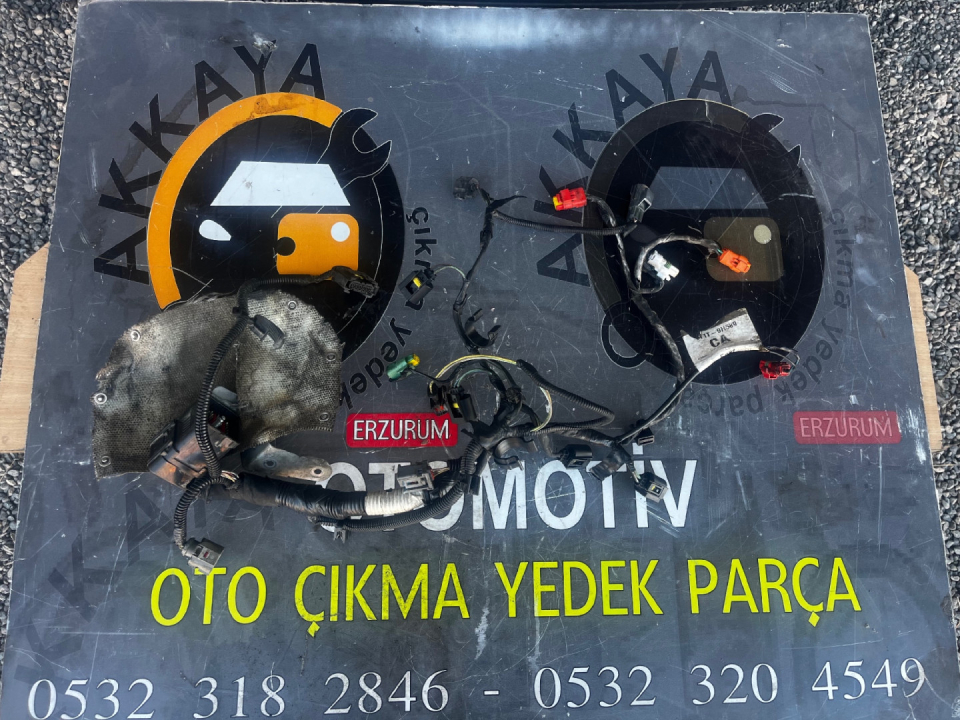 AKKAYA
çıkma yedek
ERZURUM
AKKAYA
çıkma yedek parça
ERZURUM
CA
OTOMOTİV
OTO ÇIKMA YEDEK PARÇA
0532 318 2846 - 0532 320 4549